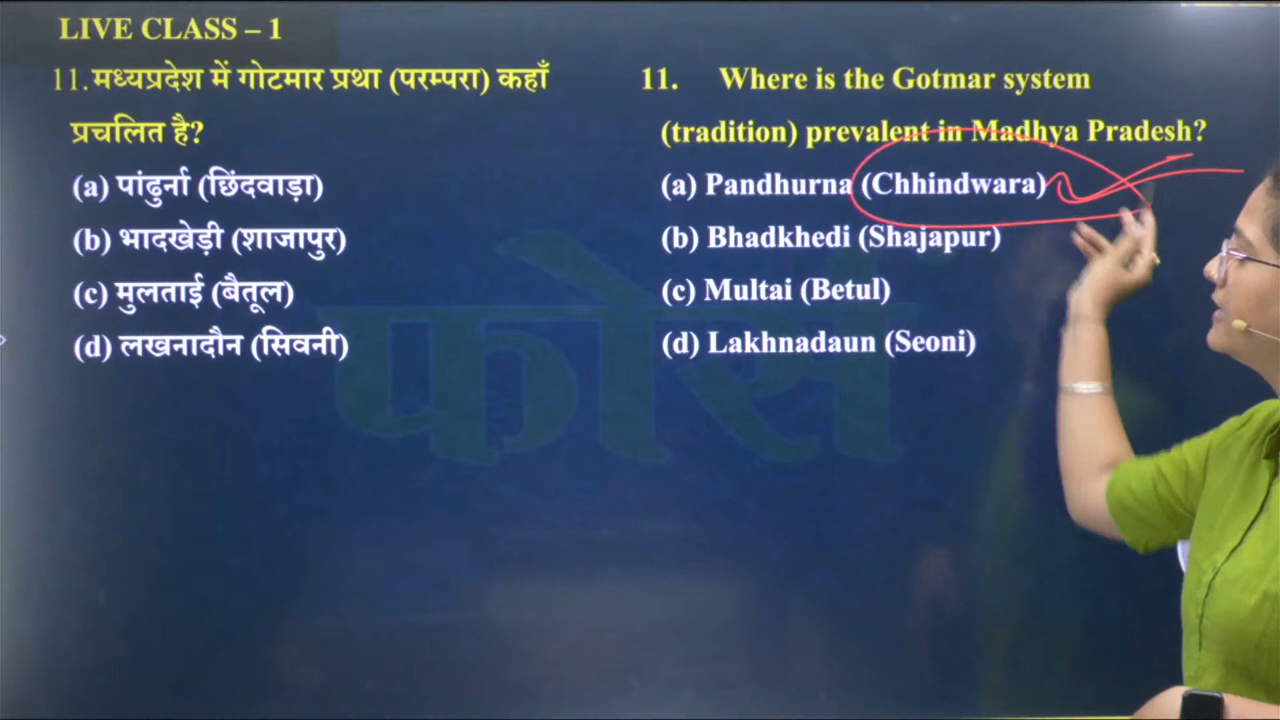 LIVE CLASS – 1
11. मध्यप्रदेश में गोटमार प्रथा (परम्परा) कहाँ
प्रचलित है?
(a) पांढुर्ना (छिंदवाड़ा)
(b) भादखेड़ी (शाजापुर)
(c) मुलताई (बैतूल)
(d) लखनादौन (सिवनी)
11. Where is the Gotmar system
(tradition) prevalent in Madhya Pradesh?
(a) Pandhurna (Chhindwara)
(b) Bhadkhedi (Shajapur)
(c) Multai (Betul)
(d) Lakhnadaun (Seoni)
फोर्स